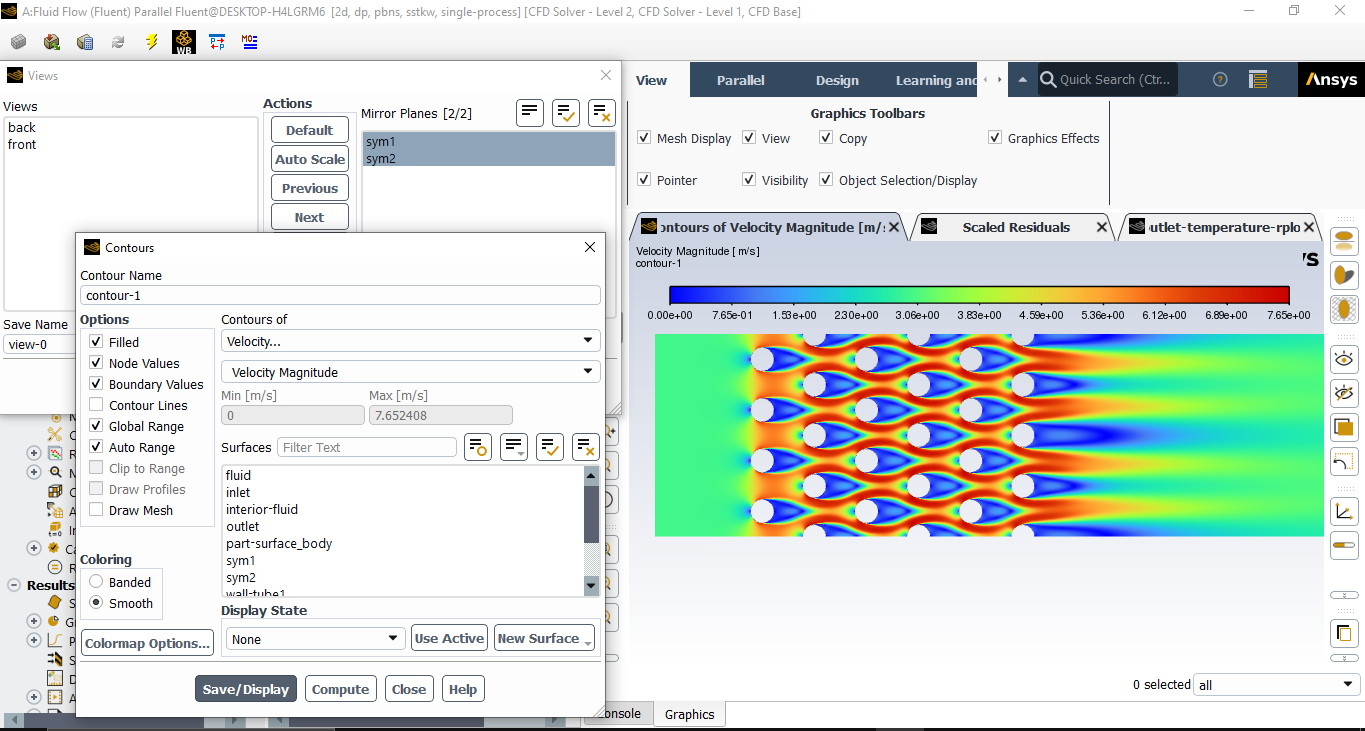 A:Fluid Flow (Fluent) Parallel Fluent@DESKTOP-H4LGRM6 [2d, dp, pbns, sstkw, single-process] [CFD Solver - Level 2, CFD Solver - Level 1, CFD Base]
WB
Views
View
Parallel
Design
Learning and
Quick Search (Ctr...
Ansys
Views
back
front
Save Name
view-0
Actions
Default
Auto Scale
Previous
Next
Mirror Planes [2/2]
sym1
sym2
Graphics Toolbars
Mesh Display
View
Copy
Graphics Effects
Pointer
Visibility
Object Selection/Display
ontours of Velocity Magnitude [m/
Scaled Residuals
utlet-temperature-rplo
Velocity Magnitude [ m/s ]
contour-1
0.00e+00 7.65e-01 1.53e+00 2.30e+00 3.06e+00 3.83e+00 4.59e+00 5.36e+00 6.12e+00 6.89e+00 7.65e+00
Contours
Contour Name
contour-1
Options
Filled
Node Values
Boundary Values
Contour Lines
Global Range
Auto Range
Clip to Range
Draw Profiles
Draw Mesh
Coloring
Banded
Smooth
Colormap Options...
Contours of
Velocity...
Velocity Magnitude
Min [m/s]
Max [m/s]
0
7.652408
Surfaces
Filter Text
fluid
inlet
interior-fluid
outlet
part-surface_body
sym1
sym2
wall-tube1
Display State
None
Use Active
New Surface
Save/Display
Compute
Close
Help
Results
0 selected
all
onsole
Graphics